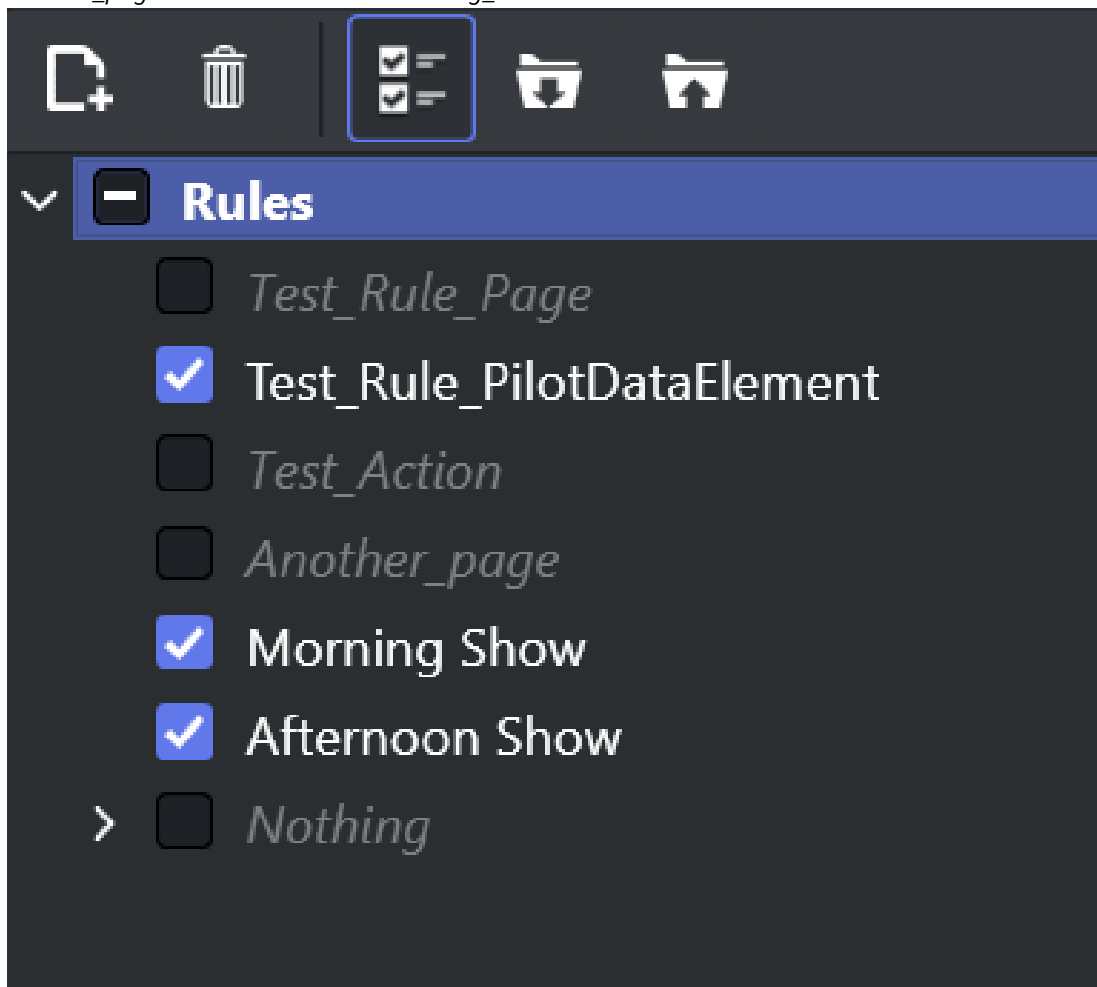 Rules
Test_Rule_Page
Test_Rule_PilotDataElement
Test_Action
Another_page
Morning Show
Afternoon Show
Nothing